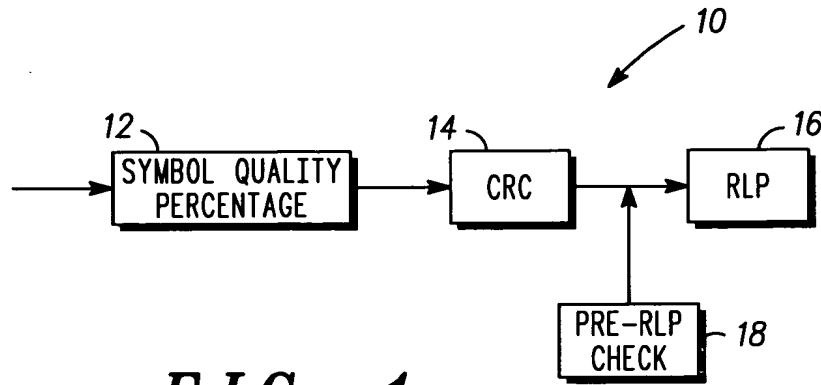 10
12
SYMBOL QUALITY
PERCENTAGE
14
CRC
16
RLP
PRE-RLP
CHECK
18
FIG. 1